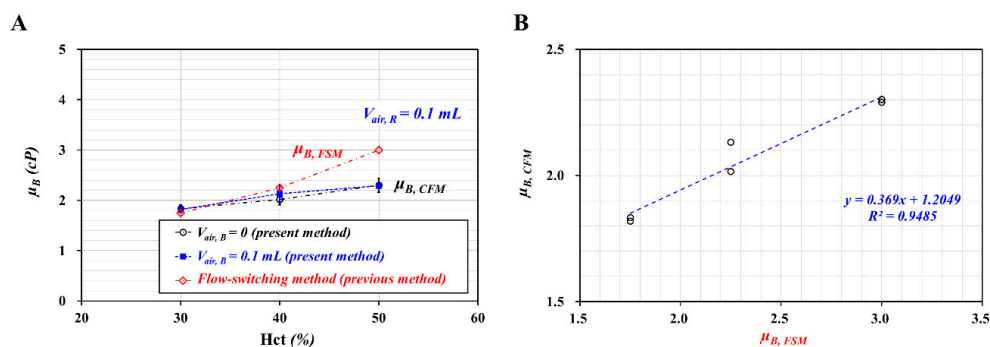 A
5
4
3
2
1
0
20
30
40
50
60
μB (cP)
Hct (%)
Vair, R = 0.1 mL
μB, FSM
μB, CFM
Vair, B = 0 (present method)
Vair, B = 0.1 mL (present method)
Flow-switching method (previous method)
B
2.5
2.0
1.5
1.5
2.0
2.5
3.0
3.5
μB, CFM
μB, FSM
y = 0.369x + 1.2049
R² = 0.9485